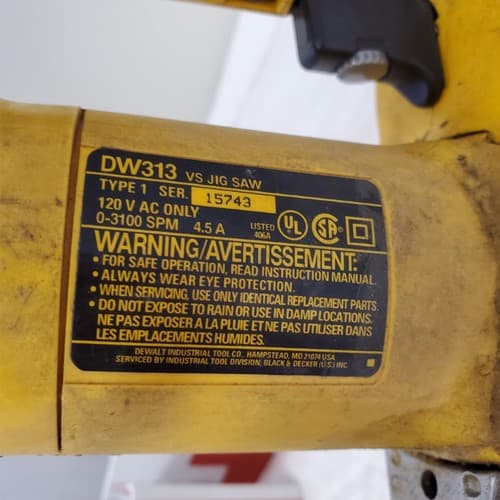 DW313 VS JIG SAW
TYPE 1 SER. 15743
120 V AC ONLY
0-3100 SPM 4.5 A LISTED 406A UL SA
WARNING/AVERTISSEMENT:
• FOR SAFE OPERATION, READ INSTRUCTION MANUAL.
• ALWAYS WEAR EYE PROTECTION.
• WHEN SERVICING, USE ONLY IDENTICAL REPLACEMENT PARTS.
• DO NOT EXPOSE TO RAIN OR USE IN DAMP LOCATIONS.
NE PAS EXPOSER A LA PLUIE ET NE PAS UTILISER DANS
LES EMPLACEMENTS HUMIDES.
DEWALT INDUSTRIAL TOOL CO., HAMPSTEAD, MD 21074 USA
SERVICED BY INDUSTRIAL TOOL DIVISION, BLACK & DECKER (U.S.) INC.